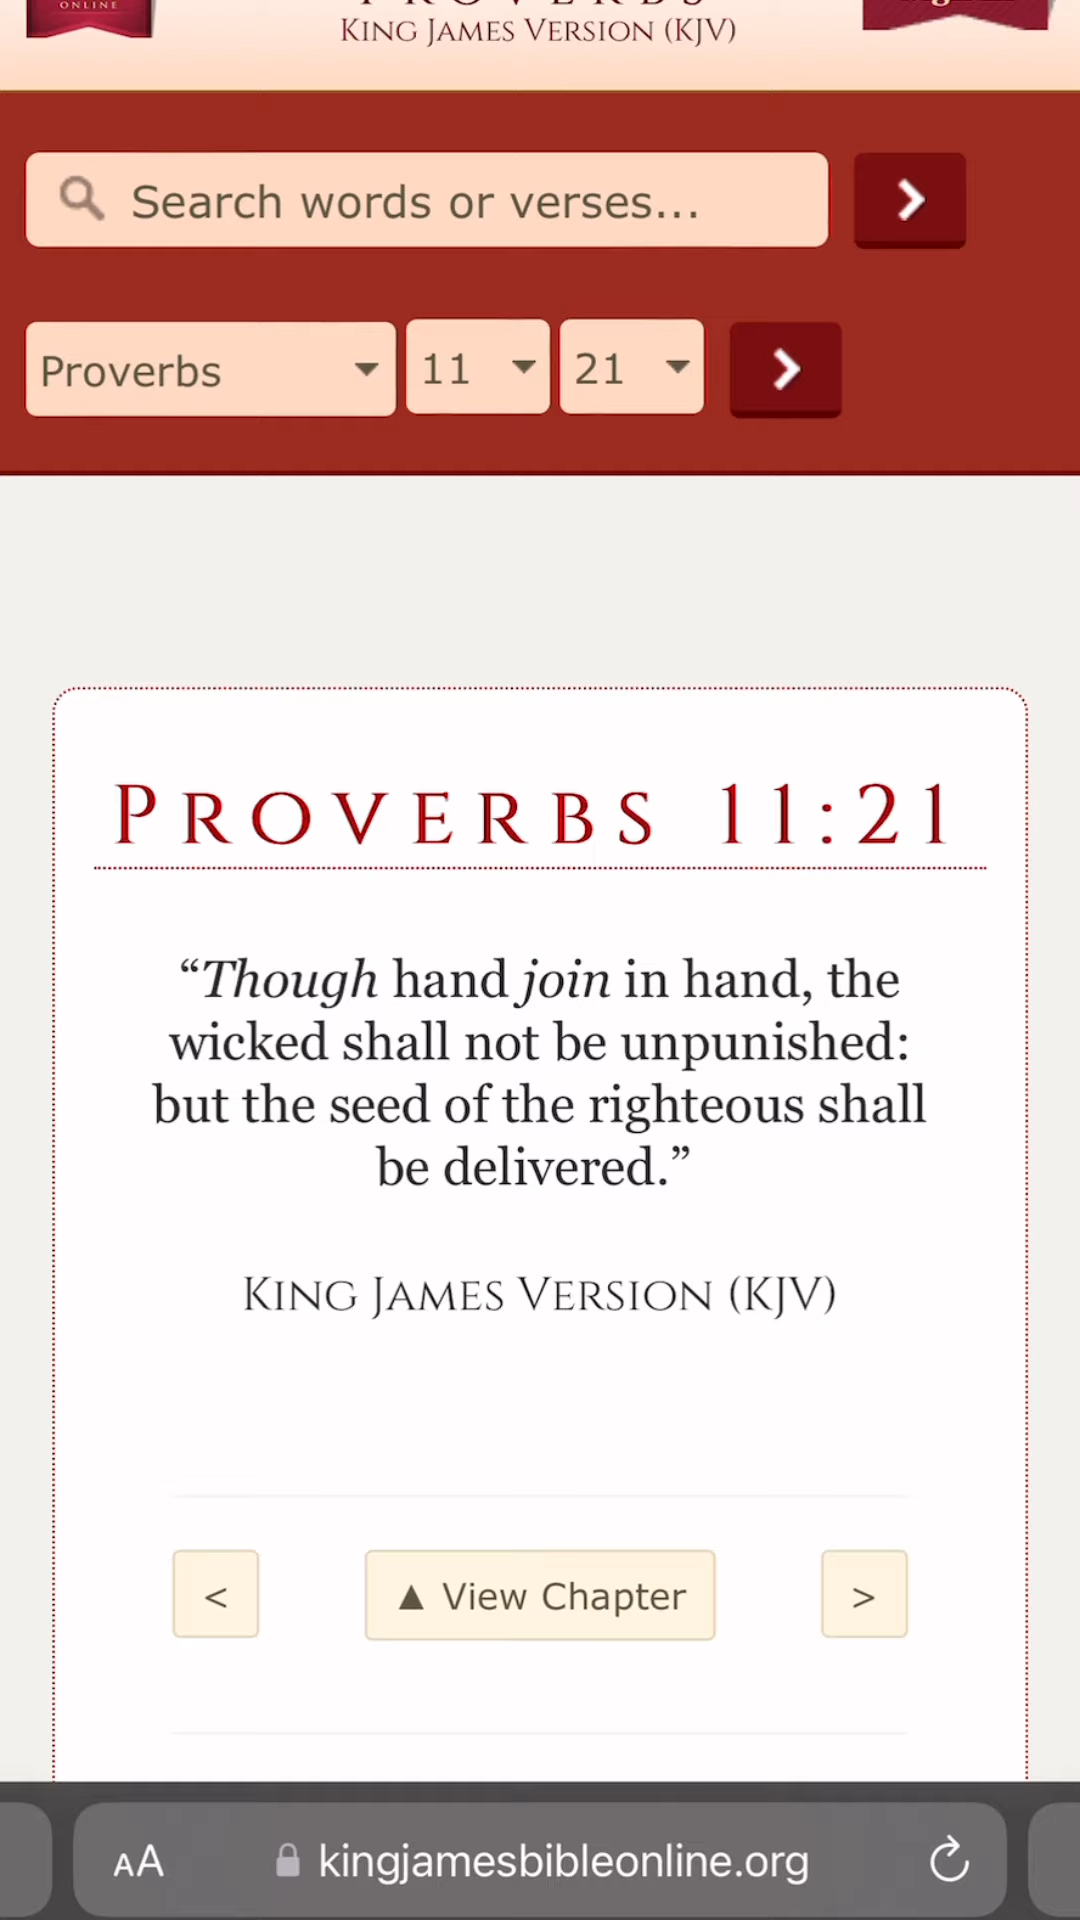 ONLINE
PROVERBS
King James Version (KJV)
Search words or verses...
Proverbs 11 21
Proverbs 11:21
“Though hand join in hand, the
wicked shall not be unpunished:
but the seed of the righteous shall
be delivered.”
King James Version (KJV)
< ▲ View Chapter >
AA kingjamesbibleonline.org